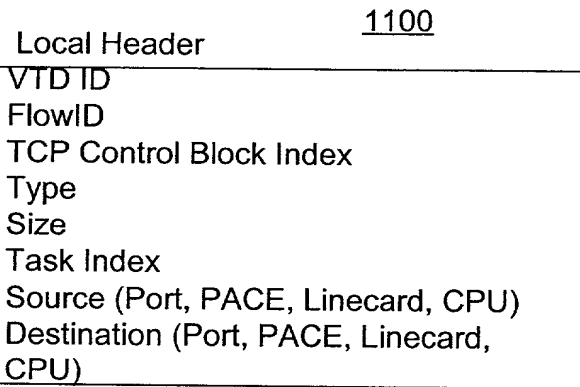 1100
Local Header
VTD ID
FlowID
TCP Control Block Index
Type
Size
Task Index
Source (Port, PACE, Linecard, CPU)
Destination (Port, PACE, Linecard,
CPU)